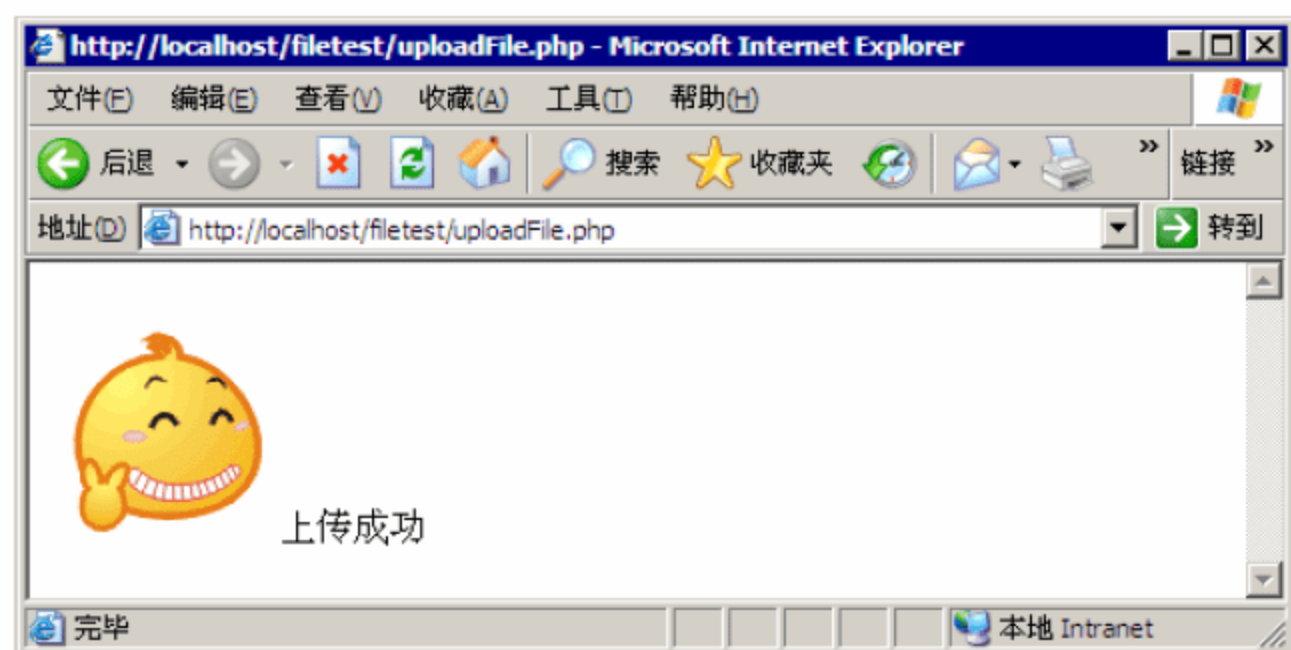 http://localhost/filetest/uploadFile.php - Microsoft Internet Explorer
文件(F) 编辑(E) 查看(V) 收藏(A) 工具(T) 帮助(H)
后退 搜索 收藏夹 » 链接 »
地址(D) http://localhost/filetest/uploadFile.php 转到
上传成功
完毕 本地 Intranet